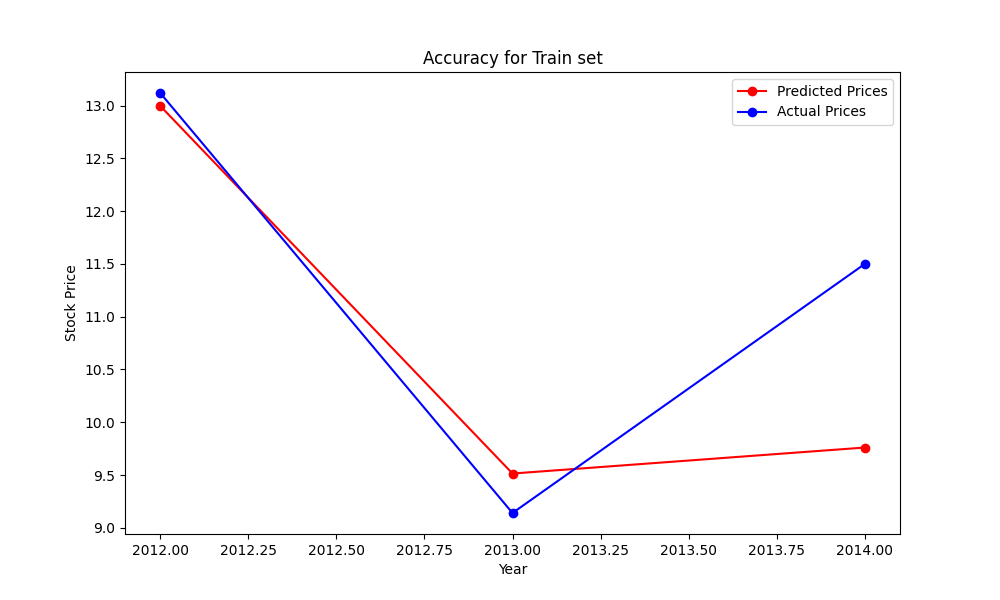 Accuracy for Train set
Predicted Prices
Actual Prices
Stock Price
13.0
12.5
12.0
11.5
11.0
10.5
10.0
9.5
9.0
2012.00 2012.25 2012.50 2012.75 2013.00 2013.25 2013.50 2013.75 2014.00
Year